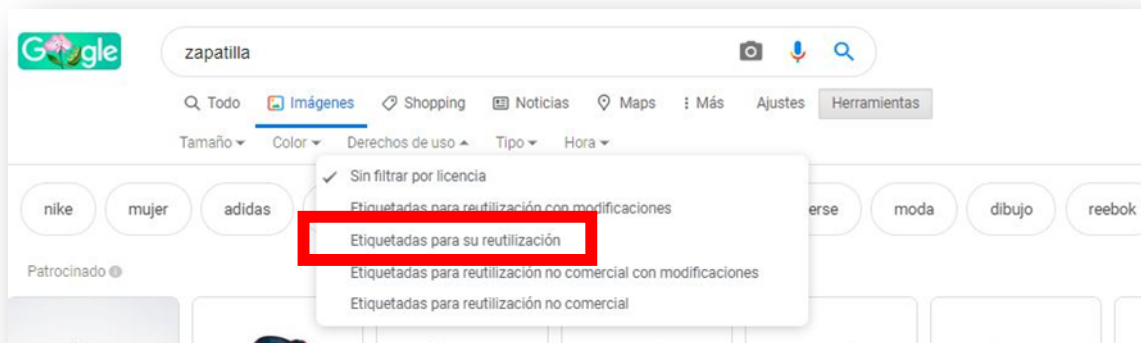 Google
zapatilla
Todo Imágenes Shopping Noticias Maps Más Ajustes Herramientas
Tamaño Color Derechos de uso Tipo Hora
Sin filtrar por licencia
nike mujer adidas erse moda dibujo reebok
Etiquetadas para reutilización con modificaciones
Etiquetadas para su reutilización
Patrocinado
Etiquetadas para reutilización no comercial con modificaciones
Etiquetadas para reutilización no comercial